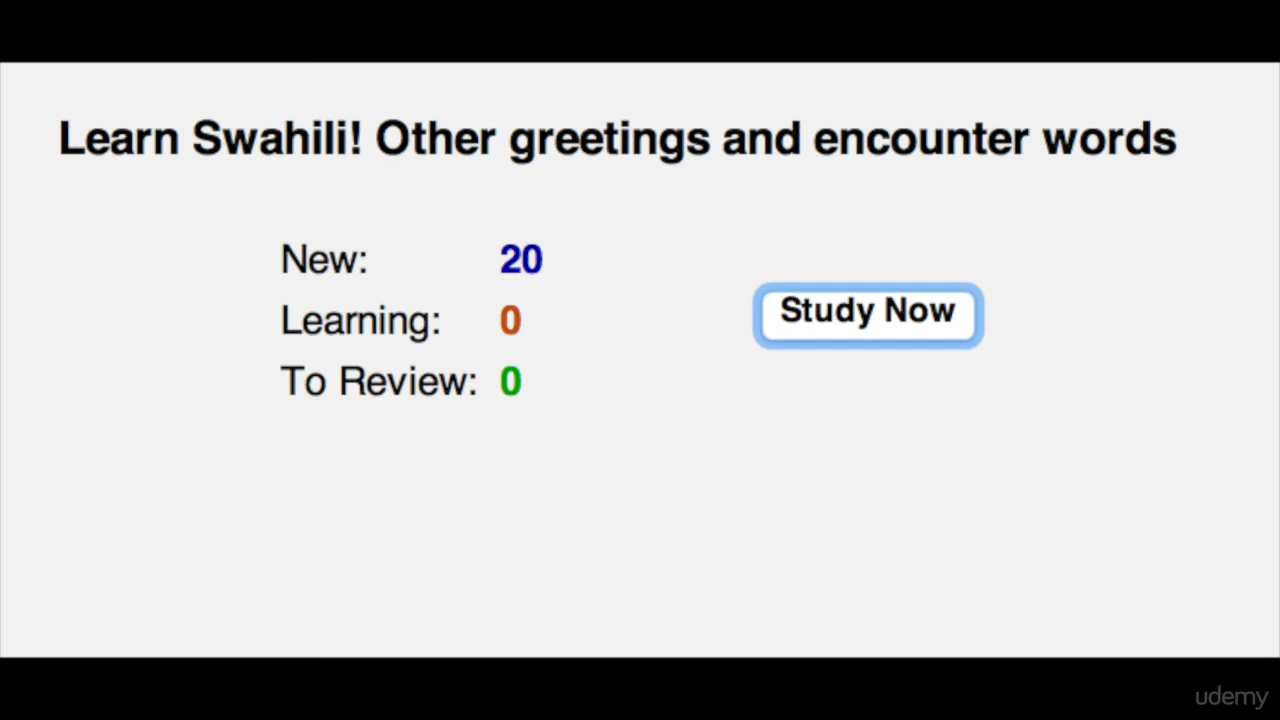 Learn Swahili! Other greetings and encounter words
New: 20
Learning: 0
To Review: 0
Study Now
udemy